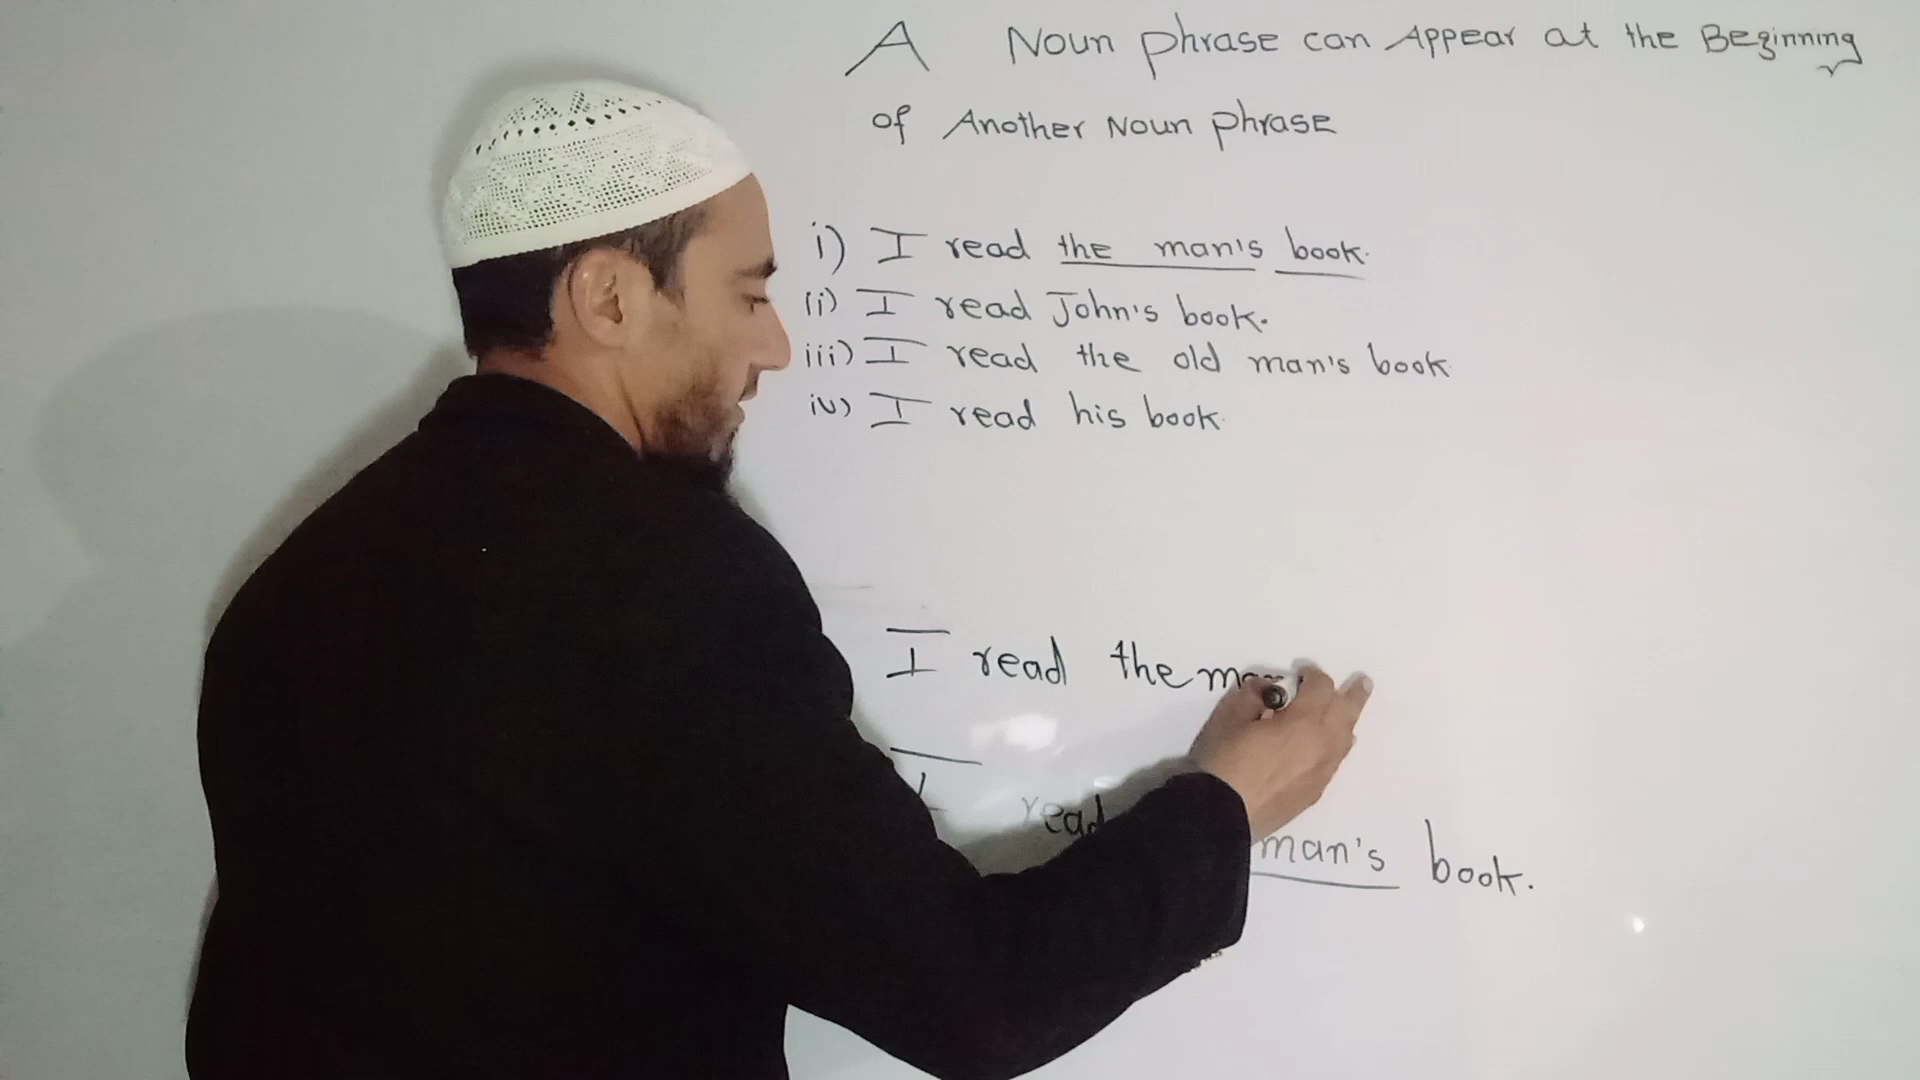 A Noun phrase can Appear at the Beginning
of Another Noun phrase
i) I read the man's book.
(i) I read John's book.
iii) I read the old man's book
iv) I read his book.
I read the
I read man's book.